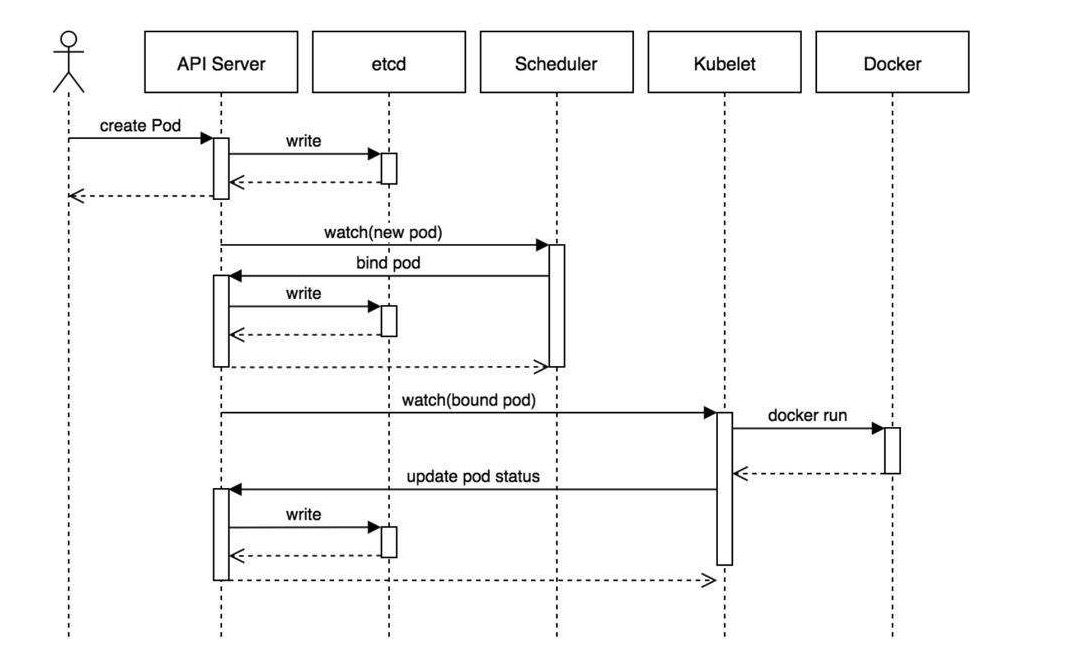 API Server
etcd
Scheduler
Kubelet
Docker
create Pod
write
watch(new pod)
bind pod
write
watch(bound pod)
docker run
update pod status
write